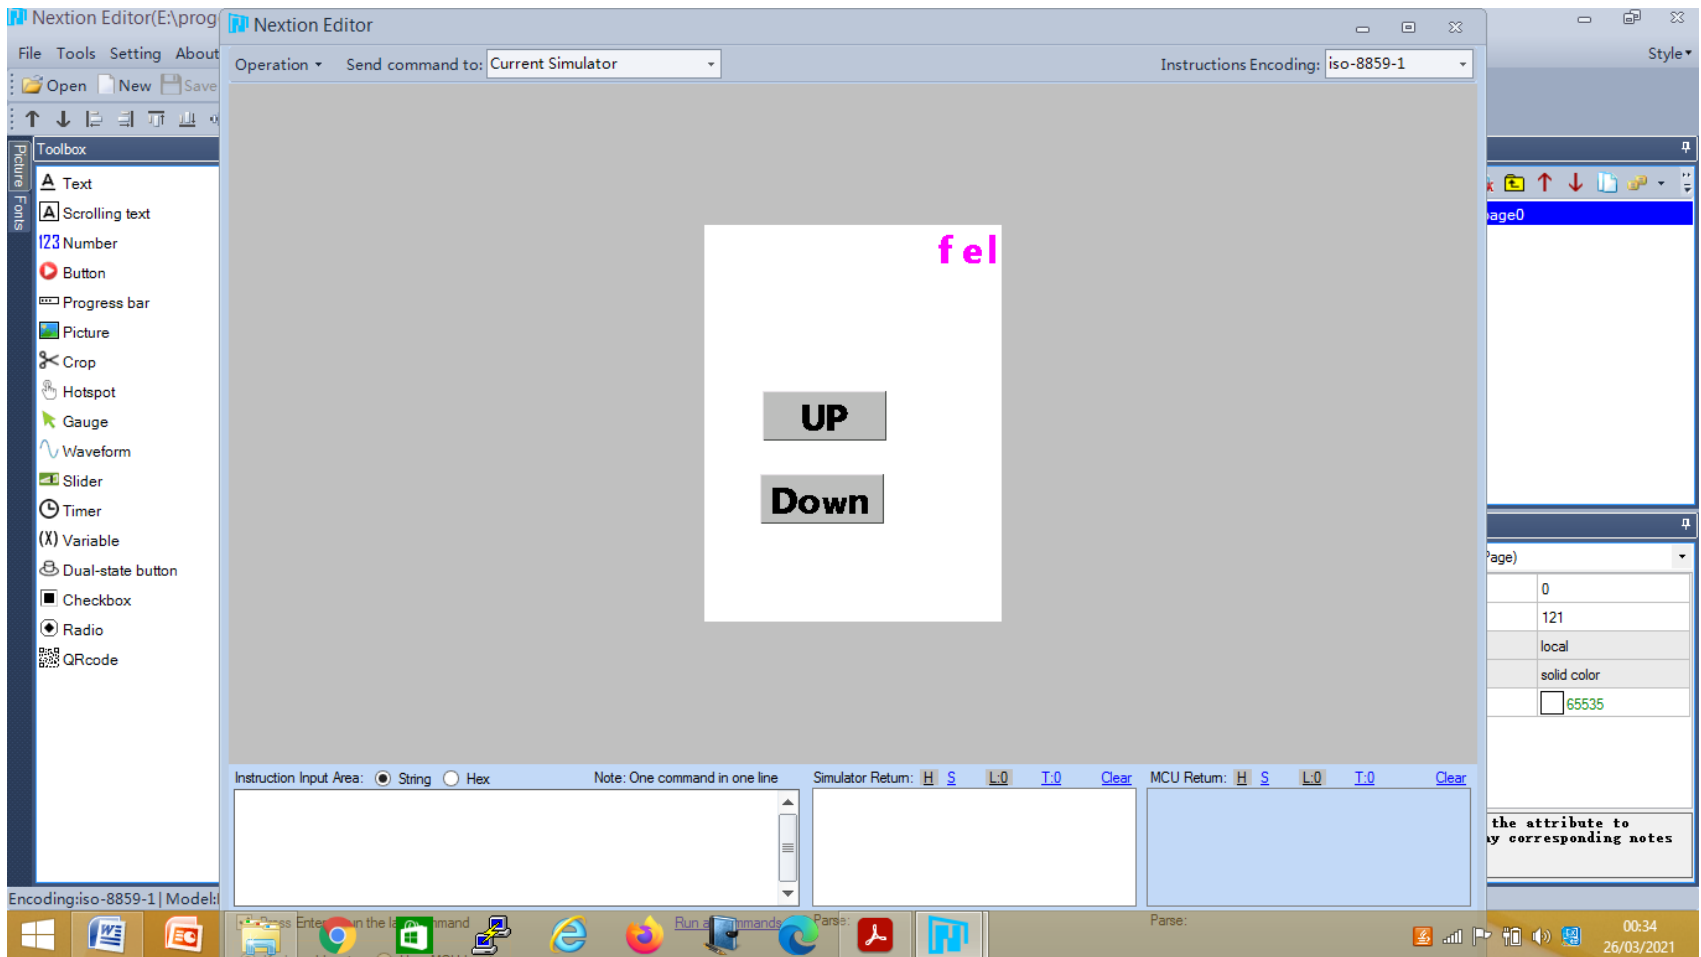 Nextion Editor(E:\prog
Nextion Editor
File Tools Setting About
Style
Operation Send command to: Current Simulator
Instructions Encoding: iso-8859-1
Open New Save
Toolbox
Picture
Fonts
Text
Scrolling text
123 Number
Button
Progress bar
Picture
Crop
Hotspot
Gauge
Waveform
Slider
Timer
(X) Variable
Dual-state button
Checkbox
Radio
QRcode
f el
UP
Down
page0
Page)
0
121
local
solid color
65535
the attribute to
corresponding notes
Instruction Input Area: String Hex Note: One command in one line
Simulator Return: H S L:0 T:0 Clear
MCU Return: H S L:0 T:0 Clear
Encoding:iso-8859-1| Model:
Press Enter
Parse:
Parse:
00:34
26/03/2021